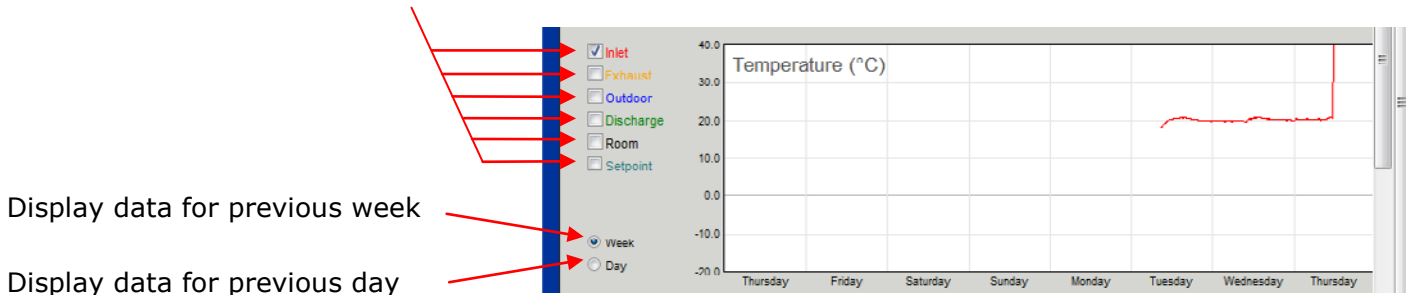 Inlet
Exhaust
Outdoor
Discharge
Room
Setpoint
Display data for previous week
Week
Display data for previous day
Day
Temperature (°C)
40.0
30.0
20.0
10.0
0.0
-10.0
-20.0
Thursday Friday Saturday Sunday Monday Tuesday Wednesday Thursday